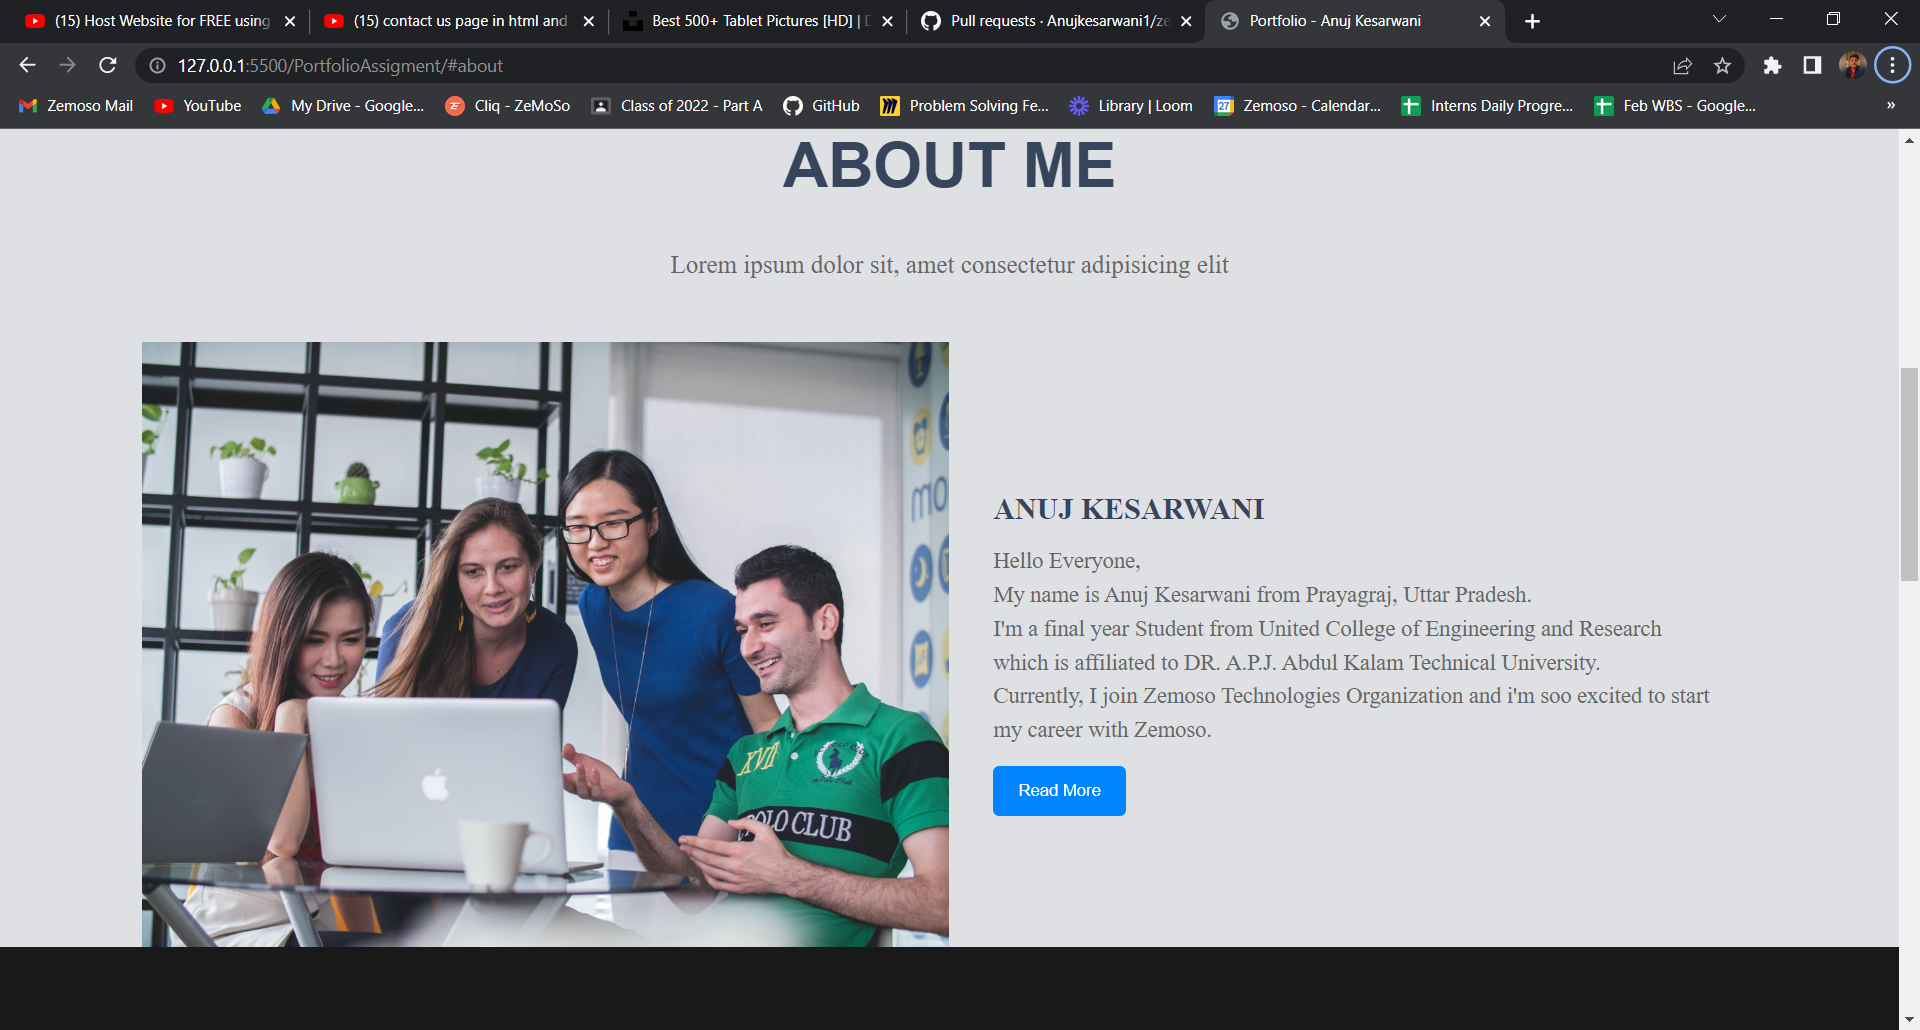 (15) Host Website for FREE using
(15) contact us page in html and
Best 500+ Tablet Pictures [HD] | D
Pull requests · Anujkesarwani1/ze
Portfolio - Anuj Kesarwani
127.0.0.1:5500/PortfolioAssigment/#about
Zemoso Mail
YouTube
My Drive - Google...
Cliq - ZeMoSo
Class of 2022 - Part A
GitHub
Problem Solving Fe...
Library | Loom
27
Zemoso - Calendar...
Interns Daily Progre...
Feb WBS - Google...
»
ABOUT ME
Lorem ipsum dolor sit, amet consectetur adipisicing elit
mo
XVII
POLO CLUB
ANUJ KESARWANI
Hello Everyone,
My name is Anuj Kesarwani from Prayagraj, Uttar Pradesh.
I'm a final year Student from United College of Engineering and Research
which is affiliated to DR. A.P.J. Abdul Kalam Technical University.
Currently, I join Zemoso Technologies Organization and i'm soo excited to start
my career with Zemoso.
Read More